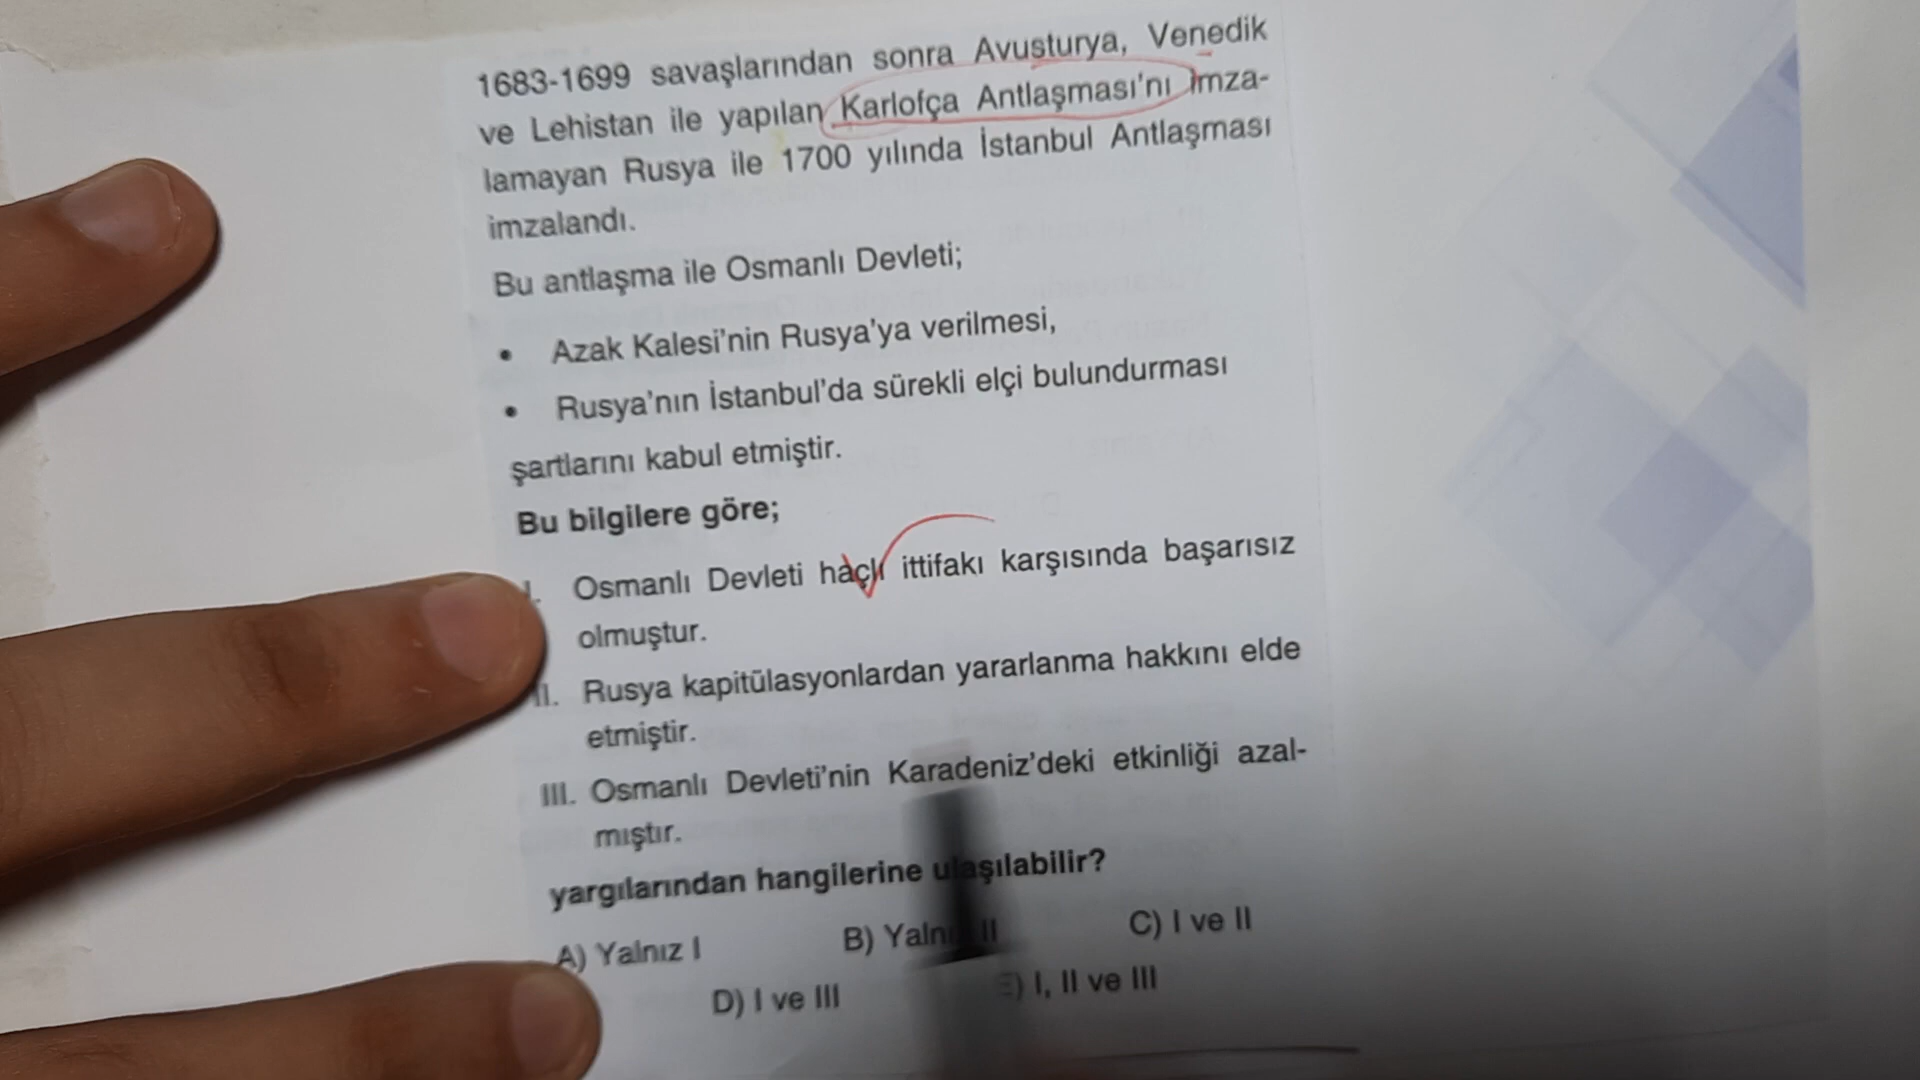 1683-1699 savaşlarından sonra Avusturya, Venedik
ve Lehistan ile yapılan Karlofça Antlaşması'nı imza-
lamayan Rusya ile 1700 yılında İstanbul Antlaşması
imzalandı.
Bu antlaşma ile Osmanlı Devleti;
• Azak Kalesi'nin Rusya'ya verilmesi,
• Rusya'nın İstanbul'da sürekli elçi bulundurması
şartlarını kabul etmiştir.
Bu bilgilere göre;
I. Osmanlı Devleti haçlı ittifakı karşısında başarısız
olmuştur.
II. Rusya kapitülasyonlardan yararlanma hakkını elde
etmiştir.
III. Osmanlı Devleti'nin Karadeniz'deki etkinliği azal-
mıştır.
yargılarından hangilerine ulaşılabilir?
A) Yalnız I B) Yalnız II C) I ve II
D) I ve III E) I, II ve III